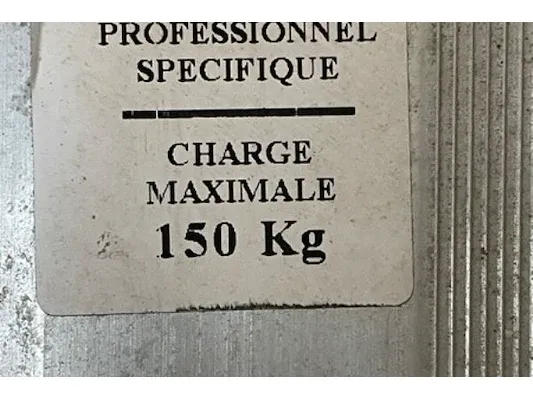 PROFESSIONNEL
SPECIFIQUE
CHARGE
MAXIMALE
150 Kg